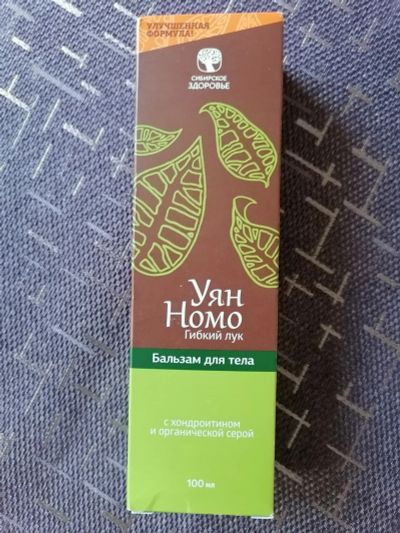 УЛУЧШЕННАЯ
ФОРМУЛА!
СИБИРСКОЕ
ЗДОРОВЬЕ
Уян
Номо
Гибкий лук
Бальзам для тела
с хондроитином
и органической серой
100 мл